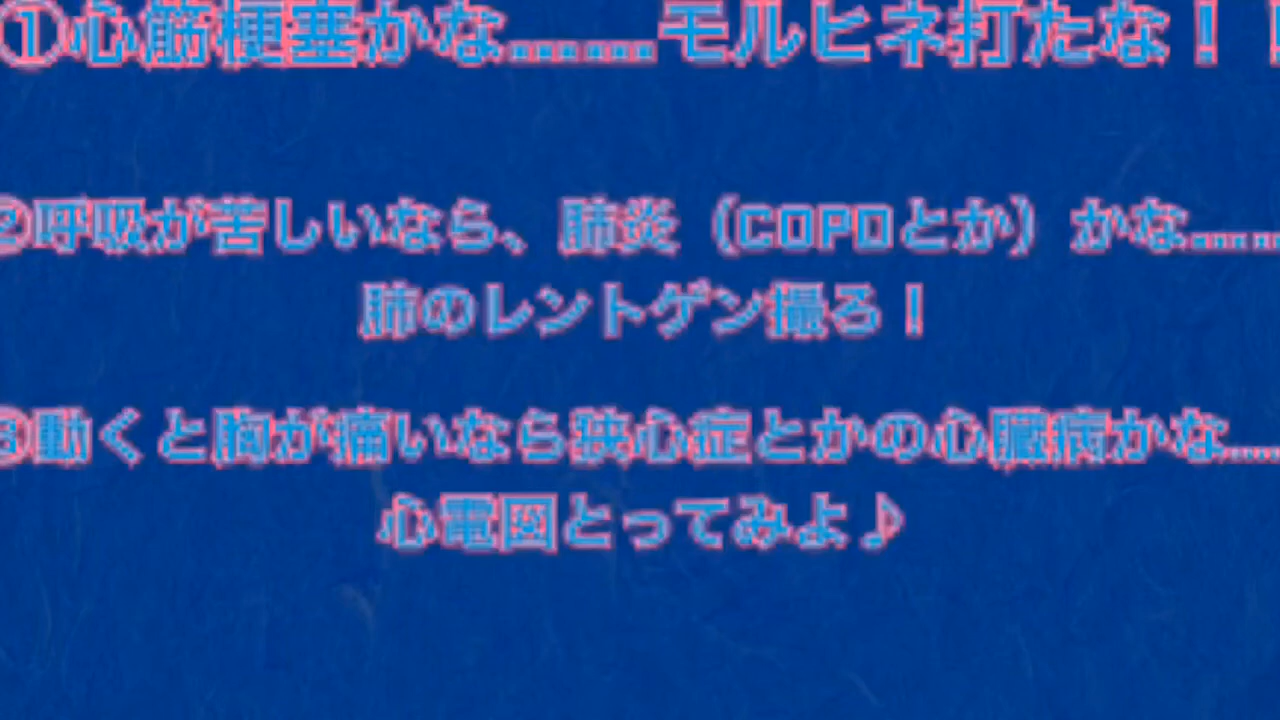 ①心筋梗塞かな……モルヒネ打たな！
②呼吸が苦しいなら、肺炎（COPDとか）かな……
肺のレントゲン撮ろ！
③動くと胸が痛いなら狭心症とかの心臓病かな……
心電図とってみよ♪